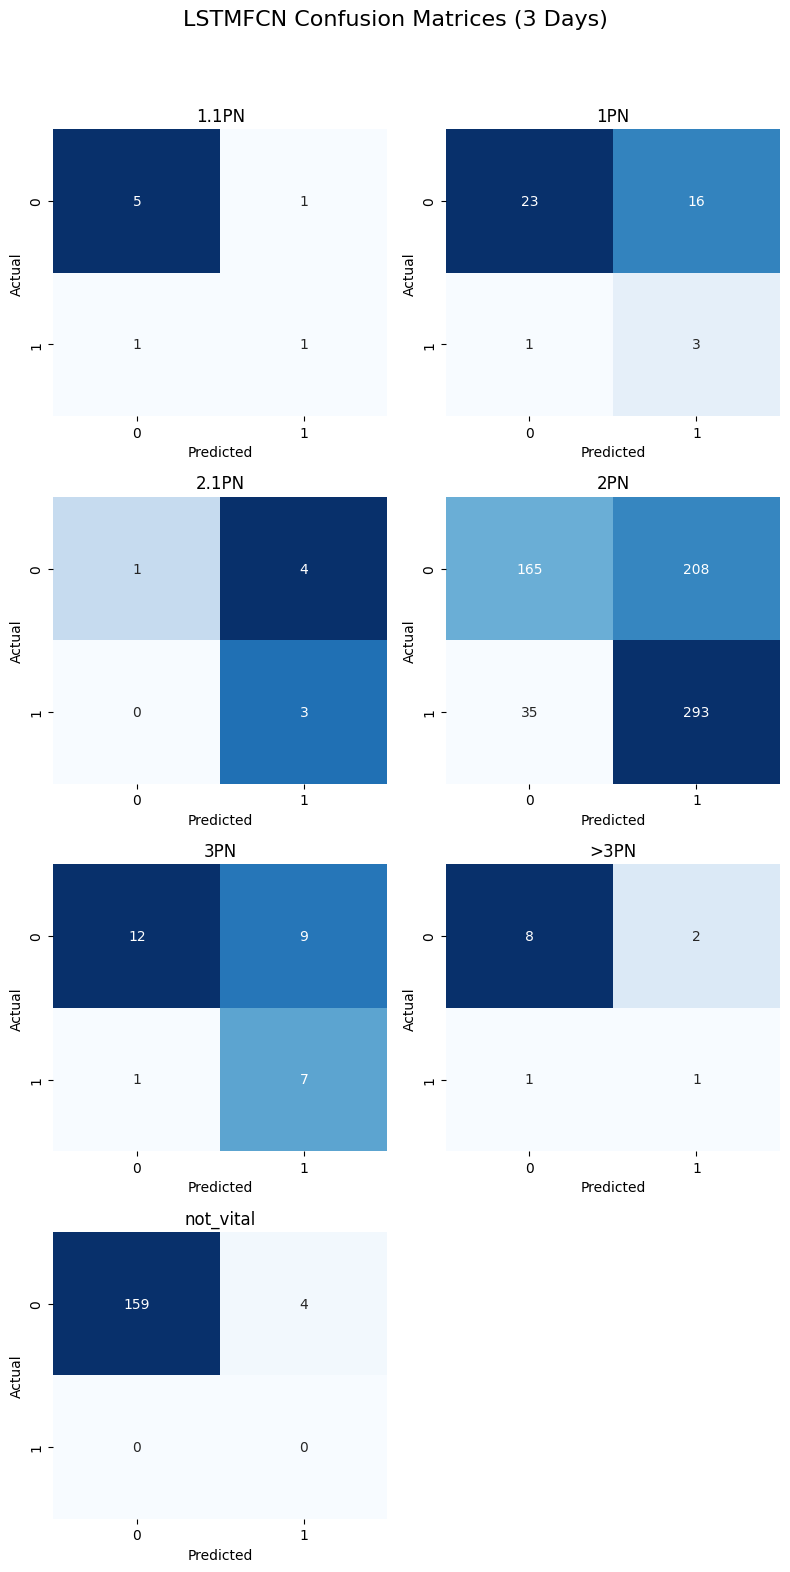 LSTMFCN Confusion Matrices (3 Days)
1.1PN
0
5
1
Actual
1
1
1
0
1
Predicted
1PN
0
23
16
Actual
1
1
3
0
1
Predicted
2.1PN
0
1
4
Actual
1
0
3
0
1
Predicted
2PN
0
165
208
Actual
1
35
293
0
1
Predicted
3PN
0
12
9
Actual
1
1
7
0
1
Predicted
>3PN
0
8
2
Actual
1
1
1
0
1
Predicted
not_vital
0
159
4
Actual
1
0
0
0
1
Predicted